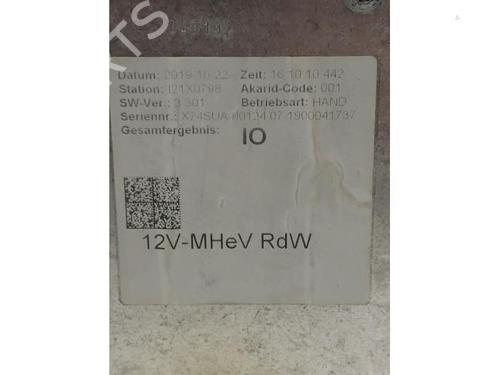 Datum: 2019-10-22 Zeit: 16 10 10 442
Station: I21X0798 Akarid-Code: 001
SW-Ver.: 3.301 Betriebsart: HAND
Seriennr.: X74SUA d0124 07 1900041737
Gesamtergebnis: IO
12V-MHeV RdW